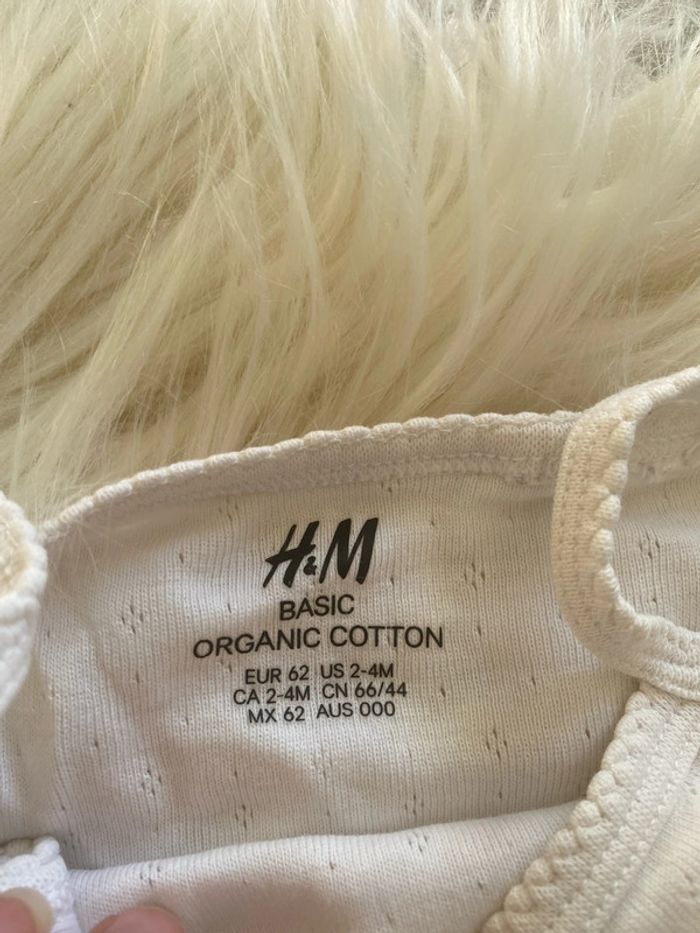 H&M
BASIC
ORGANIC COTTON
EUR 62 US 2-4M
CA 2-4M CN 66/44
MX 62 AUS 000